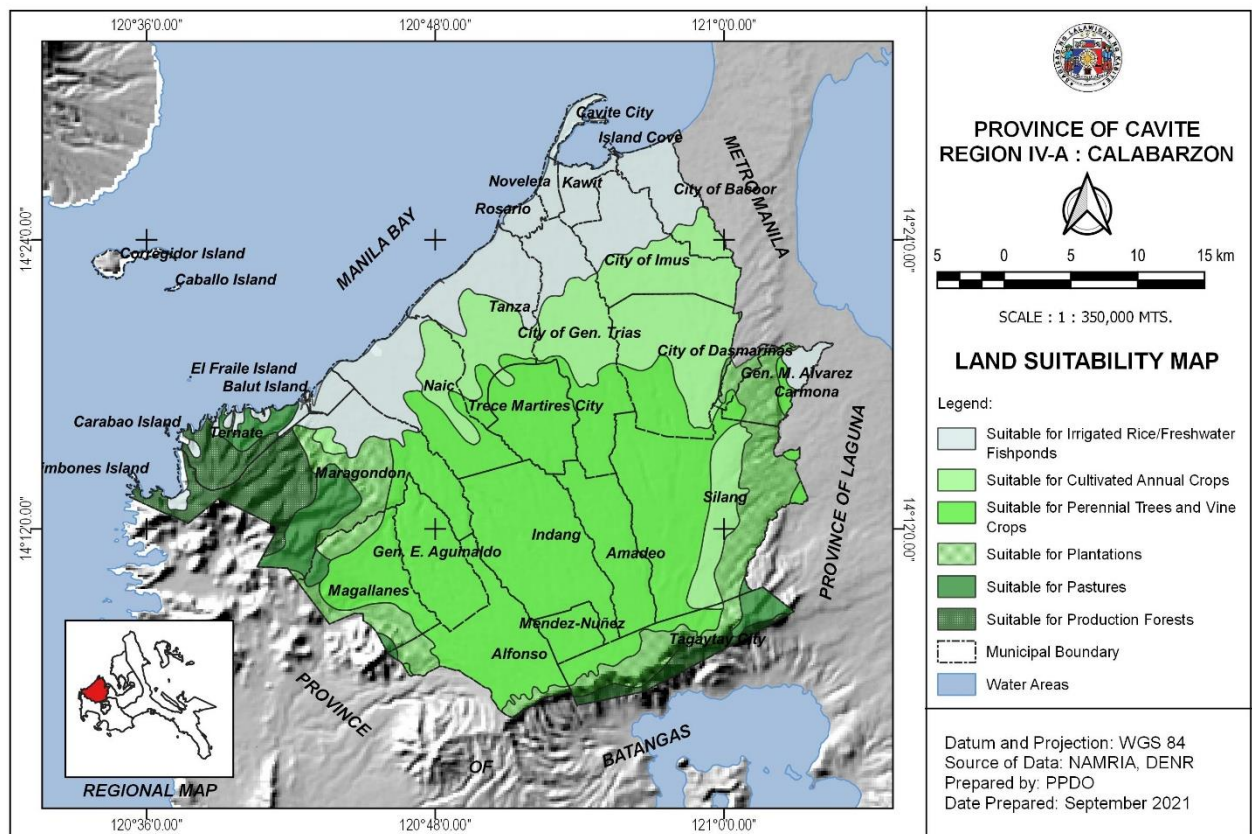 120°36'0.00"
120°48'0.00"
121°0'0.00"
14°24'0.00"
14°12'0.00"
14°24'0.00"
14°12'0.00"
120°36'0.00"
120°48'0.00"
121°0'0.00"
Cavite City
Island Cove
Noveleta
Kawit
City of Bacoor
Rosario
METRO MANILA
MANILA BAY
Corregidor Island
Caballo Island
City of Imus
Tanza
City of Gen. Trias
City of Dasmariñas
El Fraile Island
Balut Island
Naic
Gen. M. Alvarez
Carmona
Trece Martires City
Carabao Island
Ternate
imbones Island
Maragondon
Silang
PROVINCE OF LAGUNA
Indang
Gen. E. Aguinaldo
Amadeo
Magallanes
Mendez-Nuñez
Tagaytay City
Alfonso
PROVINCE
OF
BATANGAS
REGIONAL MAP
PROVINCE OF CAVITE
REGION IV-A : CALABARZON
5 0 5 10 15 km
SCALE : 1 : 350,000 MTS.
LAND SUITABILITY MAP
Legend:
Suitable for Irrigated Rice/Freshwater
Fishponds
Suitable for Cultivated Annual Crops
Suitable for Perennial Trees and Vine
Crops
Suitable for Plantations
Suitable for Pastures
Suitable for Production Forests
Municipal Boundary
Water Areas
Datum and Projection: WGS 84
Source of Data: NAMRIA, DENR
Prepared by: PPDO
Date Prepared: September 2021